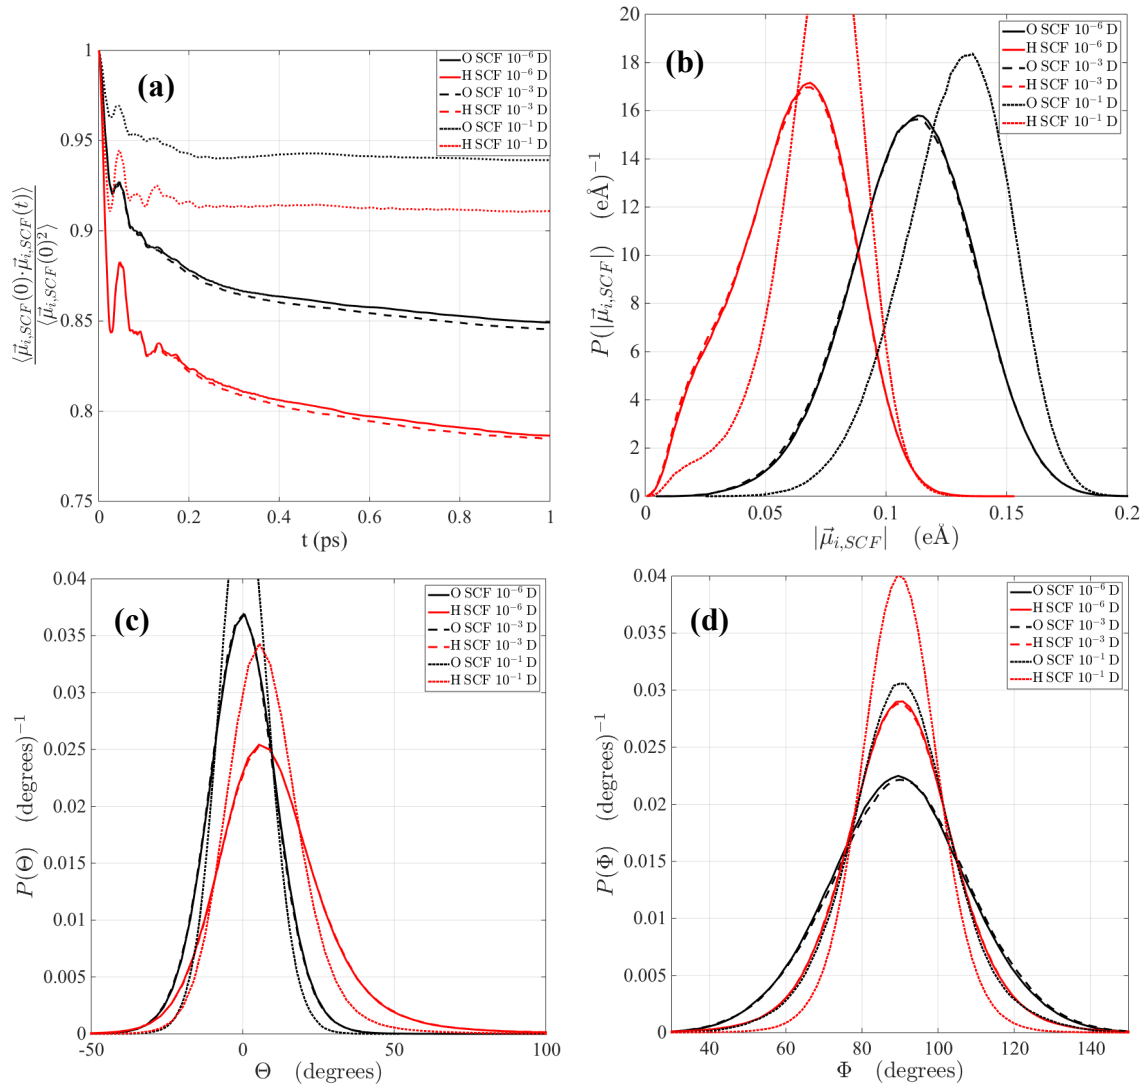 (a)
O SCF 10⁻⁶ D
H SCF 10⁻⁶ D
O SCF 10⁻³ D
H SCF 10⁻³ D
O SCF 10⁻¹ D
H SCF 10⁻¹ D
1
0.95
0.9
0.85
0.8
0.75
0
0.2
0.4
0.6
0.8
1
t (ps)
⟨μ⃗i,SCF(0)·μ⃗i,SCF(t)⟩
⟨μ⃗i,SCF(0)²⟩
(b)
O SCF 10⁻⁶ D
H SCF 10⁻⁶ D
O SCF 10⁻³ D
H SCF 10⁻³ D
O SCF 10⁻¹ D
H SCF 10⁻¹ D
20
18
16
14
12
10
8
6
4
2
0
0
0.05
0.1
0.15
0.2
|μ⃗i,SCF| (eÅ)
P(|μ⃗i,SCF|) (eÅ)⁻¹
(c)
O SCF 10⁻⁶ D
H SCF 10⁻⁶ D
O SCF 10⁻³ D
H SCF 10⁻³ D
O SCF 10⁻¹ D
H SCF 10⁻¹ D
0.04
0.035
0.03
0.025
0.02
0.015
0.01
0.005
0
-50
0
50
100
Θ (degrees)
P(Θ) (degrees)⁻¹
(d)
O SCF 10⁻⁶ D
H SCF 10⁻⁶ D
O SCF 10⁻³ D
H SCF 10⁻³ D
O SCF 10⁻¹ D
H SCF 10⁻¹ D
0.04
0.035
0.03
0.025
0.02
0.015
0.01
0.005
0
40
60
80
100
120
140
Φ (degrees)
P(Φ) (degrees)⁻¹